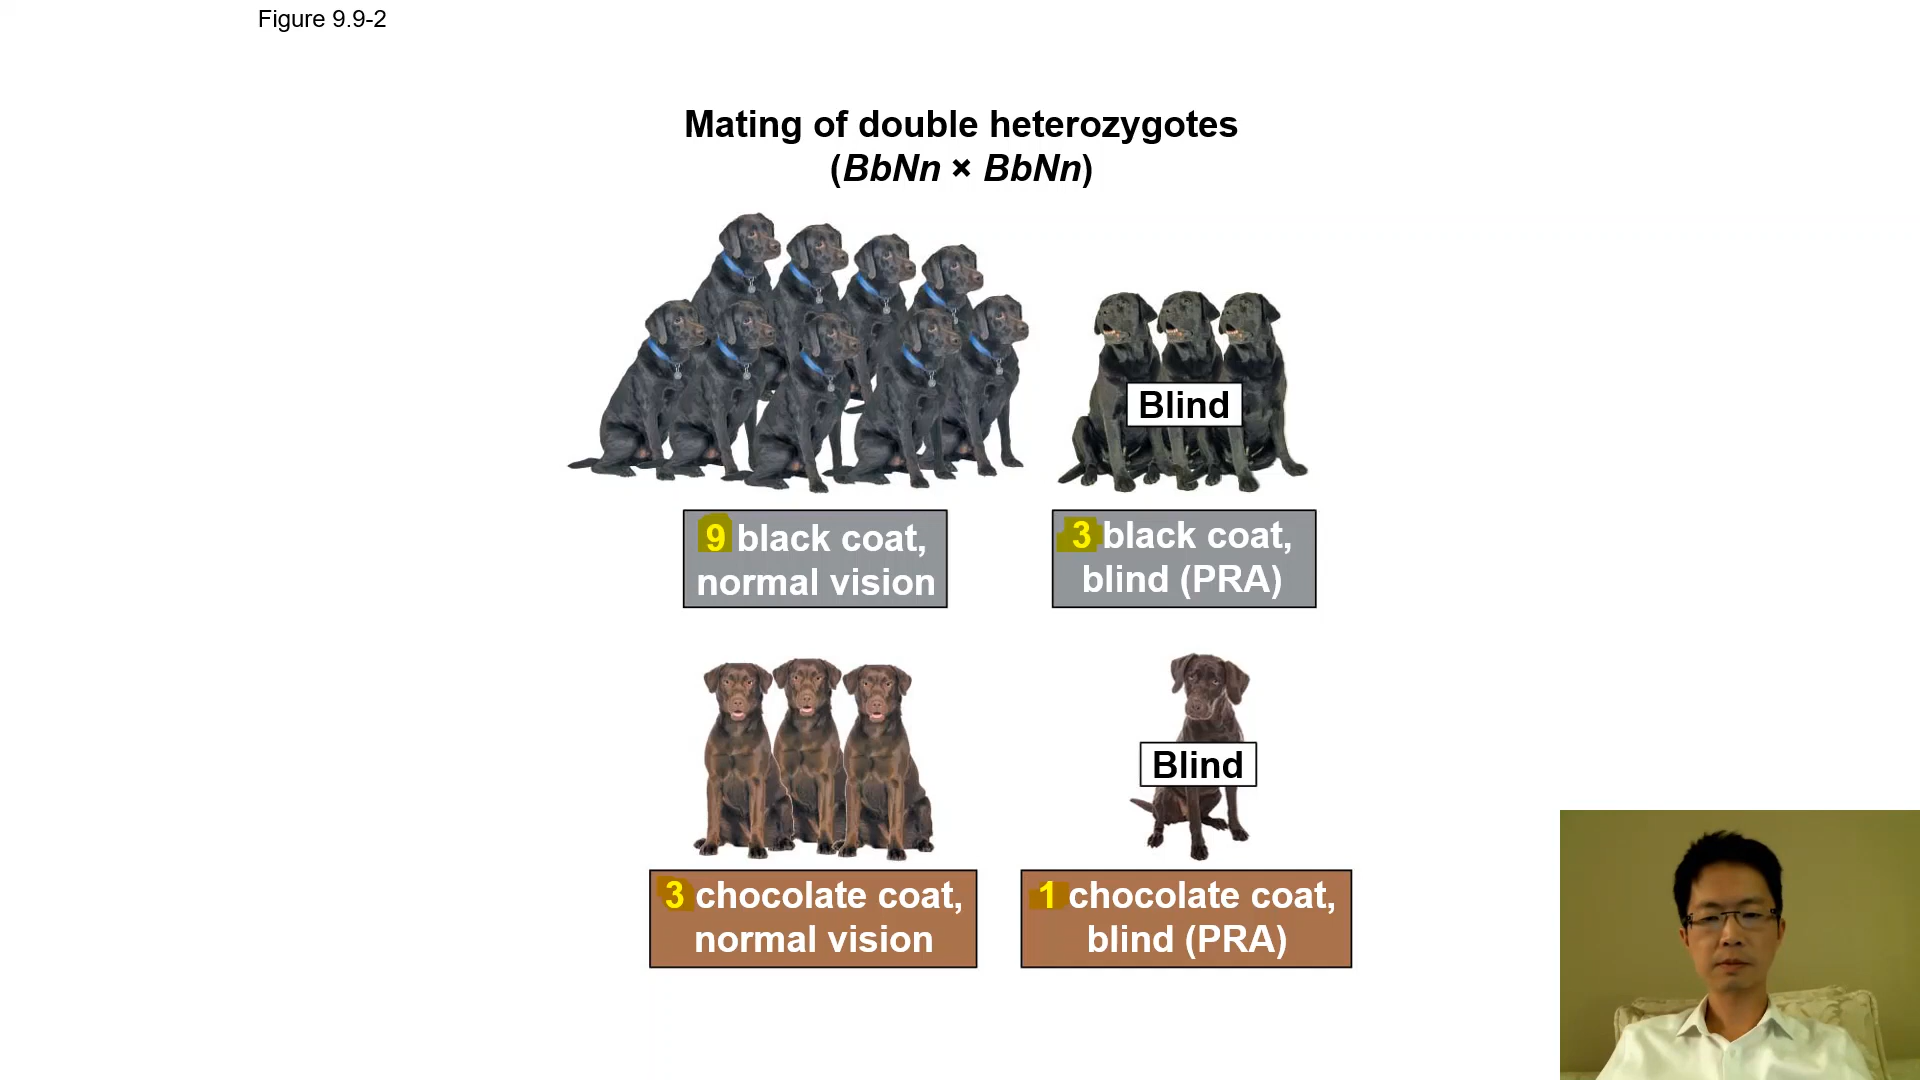 Figure 9.9-2
Mating of double heterozygotes
(BbNn × BbNn)
Blind
9 black coat,
normal vision
3 black coat,
blind (PRA)
Blind
3 chocolate coat,
normal vision
1 chocolate coat,
blind (PRA)